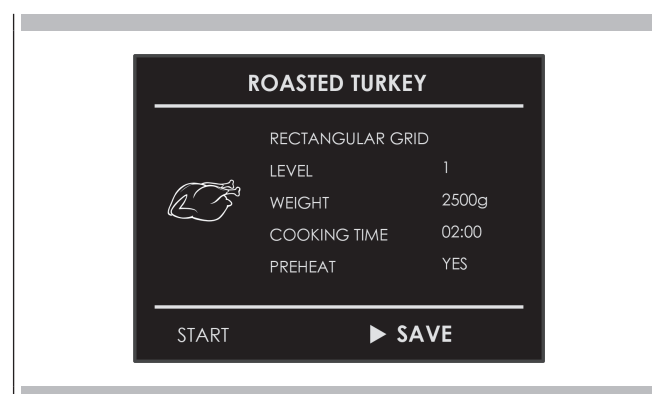 ROASTED TURKEY
RECTANGULAR GRID
LEVEL 1
WEIGHT 2500g
COOKING TIME 02:00
PREHEAT YES
START ▶ SAVE